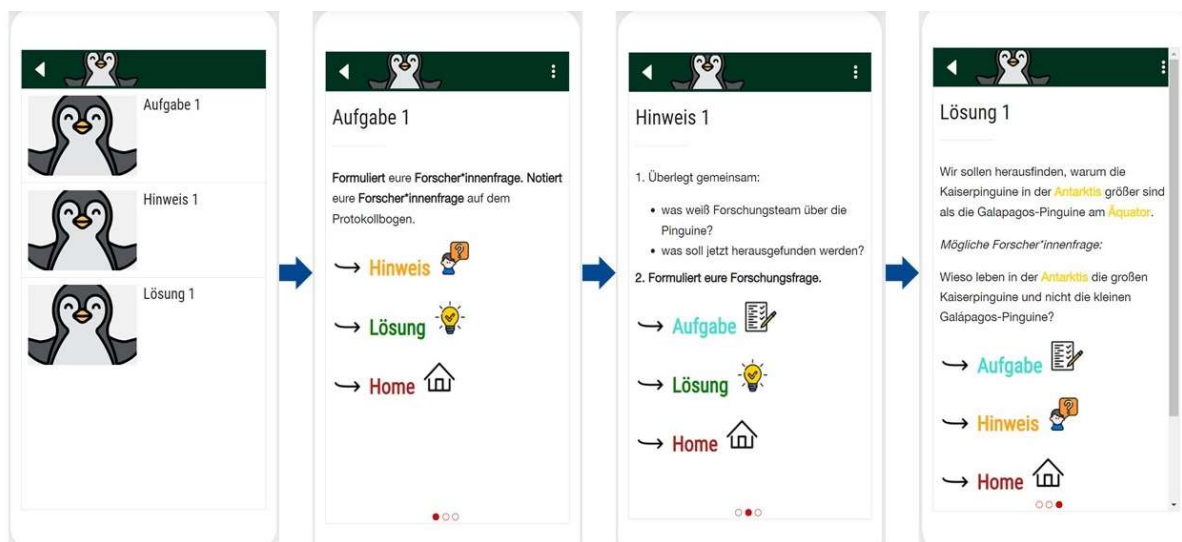 Aufgabe 1
Hinweis 1
Lösung 1
Aufgabe 1
Formuliert eure Forscher*innenfrage. Notiert
eure Forscher*innenfrage auf dem
Protokollbogen.
Hinweis
Lösung
Home
Hinweis 1
1. Überlegt gemeinsam:
• was weiß Forschungsteam über die
Pinguine?
• was soll jetzt herausgefunden werden?
2. Formuliert eure Forschungsfrage.
Aufgabe
Lösung
Home
Lösung 1
Wir sollen herausfinden, warum die
Kaiserpinguine in der Antarktis größer sind
als die Galapagos-Pinguine am Äquator.
Mögliche Forscher*innenfrage:
Wieso leben in der Antarktis die großen
Kaiserpinguine und nicht die kleinen
Galápagos-Pinguine?
Aufgabe
Hinweis
Home